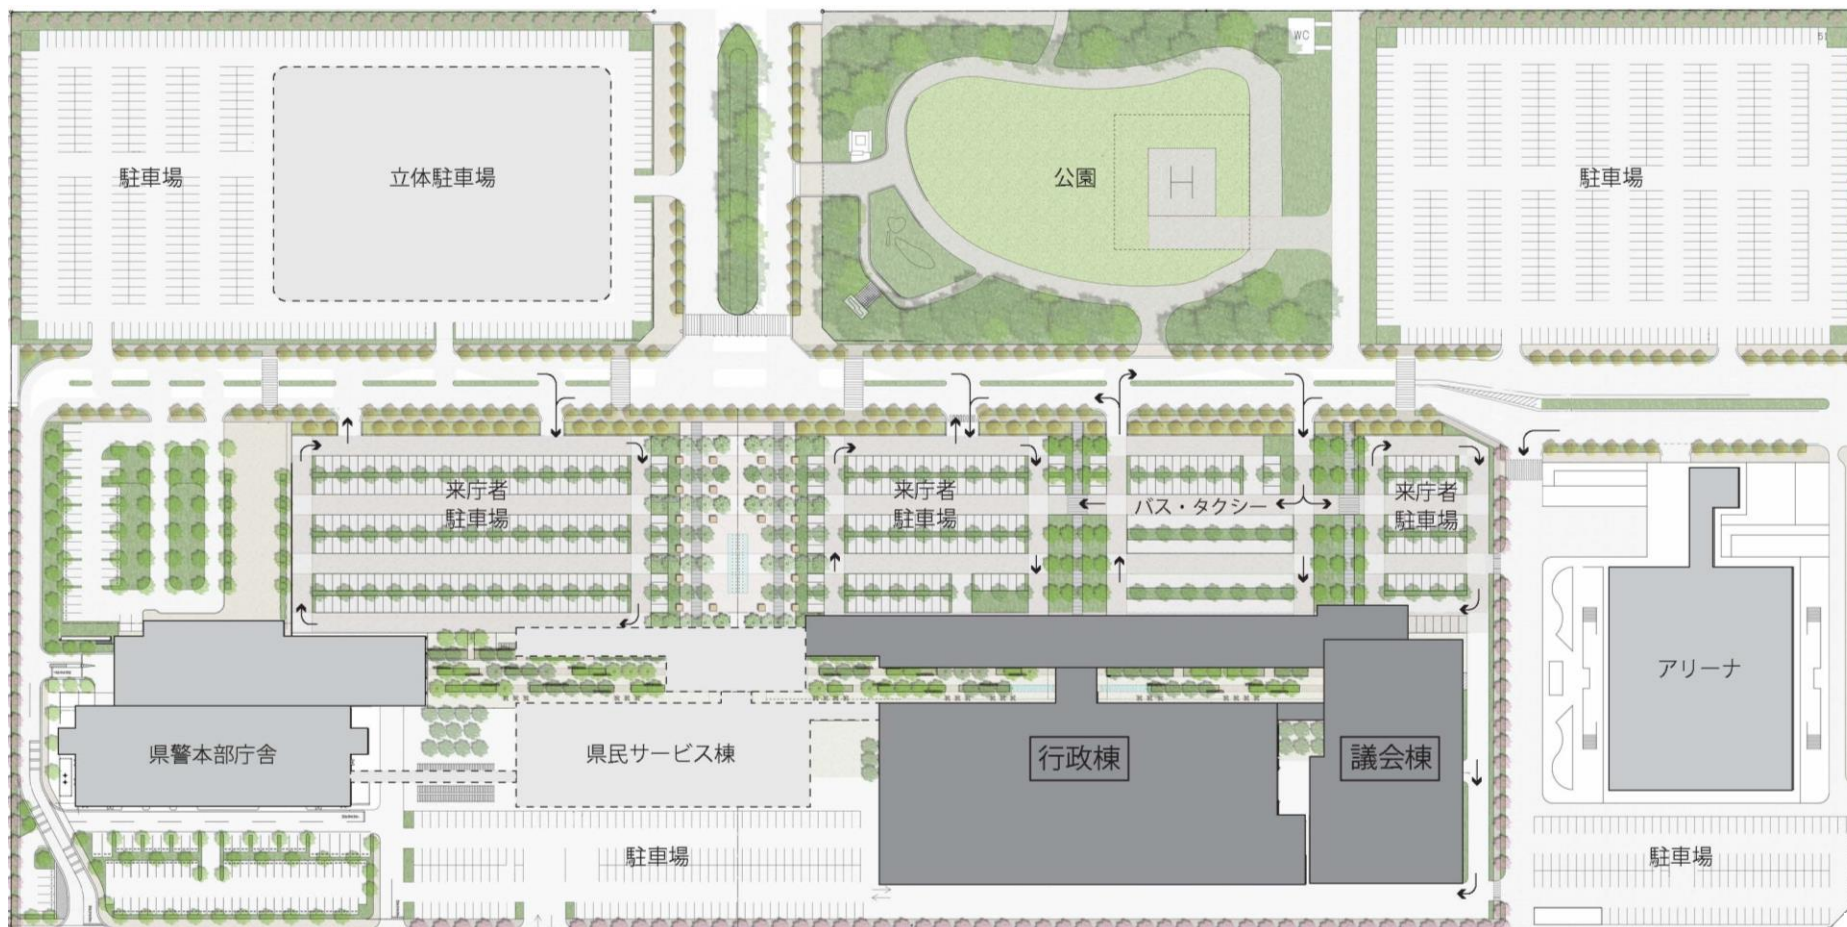 WC
駐車場
立体駐車場
公園
H
駐車場
来庁者
駐車場
来庁者
駐車場
バス・タクシー
来庁者
駐車場
アリーナ
県警本部庁舎
県民サービス棟
行政棟
議会棟
駐車場
駐車場